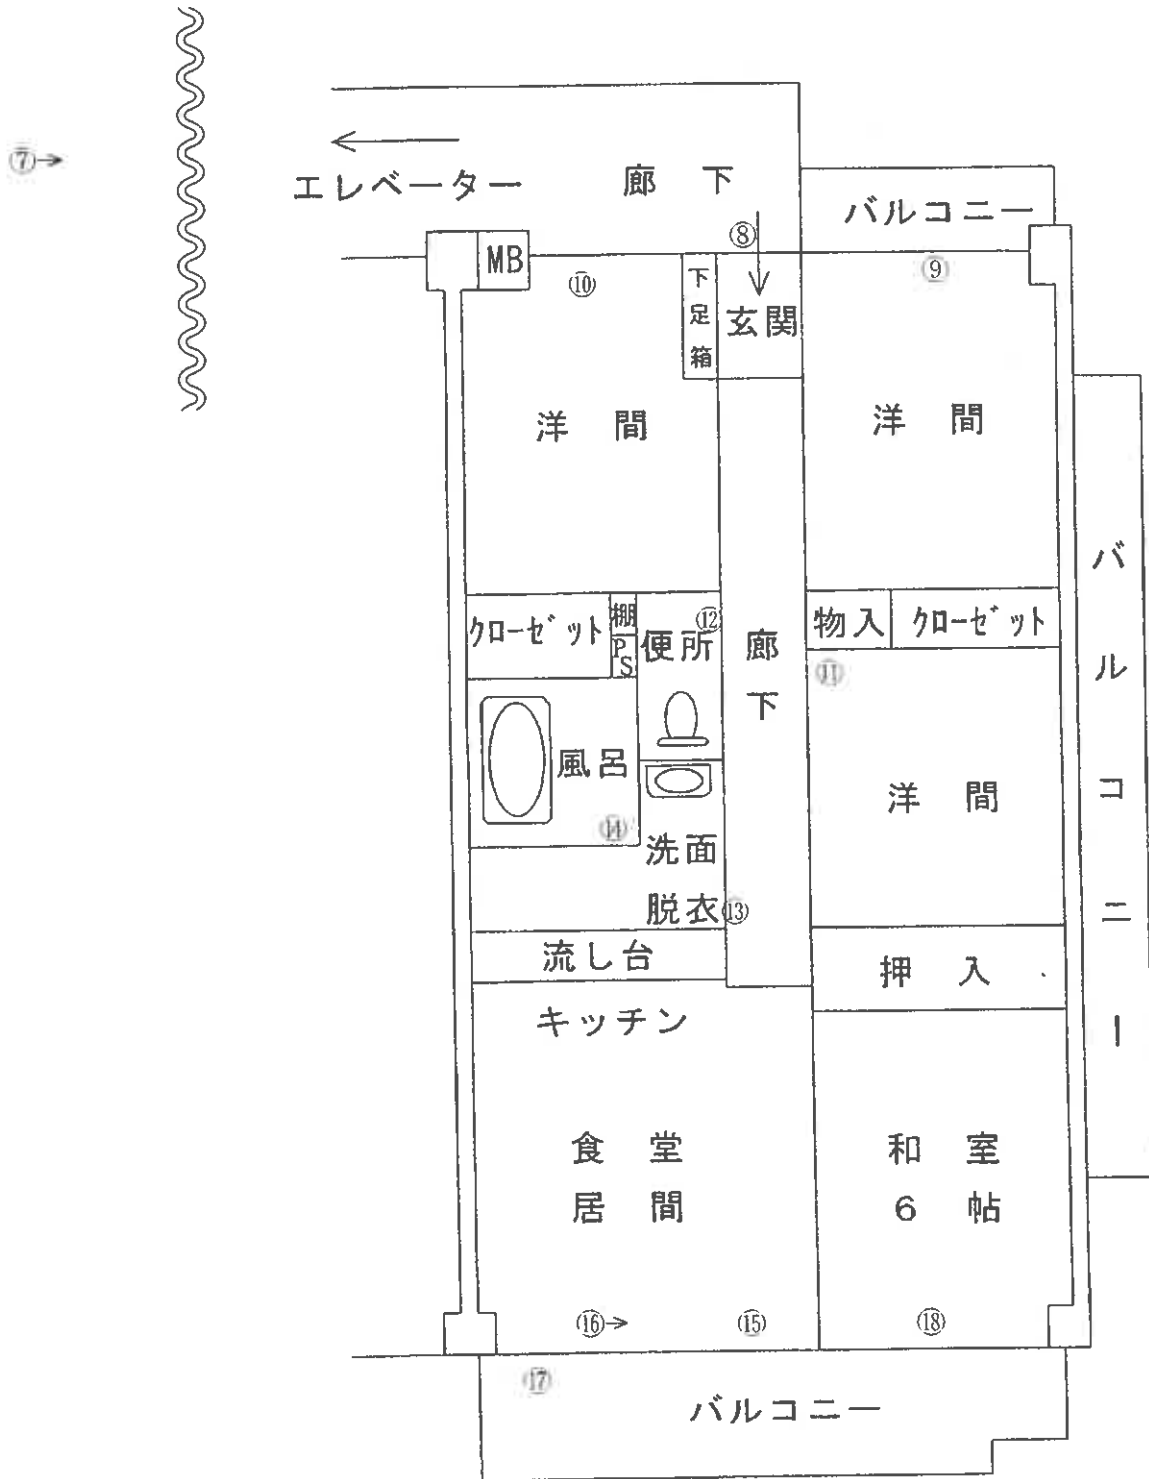 ⑦→
エレベーター
廊下
バルコニー
⑧
MB
⑩
下足箱
玄関
⑨
洋間
洋間
バルコニー
クローゼット
棚
PS
⑫
便所
廊下
物入
クローゼット
⑪
風呂
⑭
洗面
脱衣
⑬
洋間
流し台
押入
キッチン
食堂
居間
和室
6帖
⑯→
⑮
⑱
⑰
バルコニー